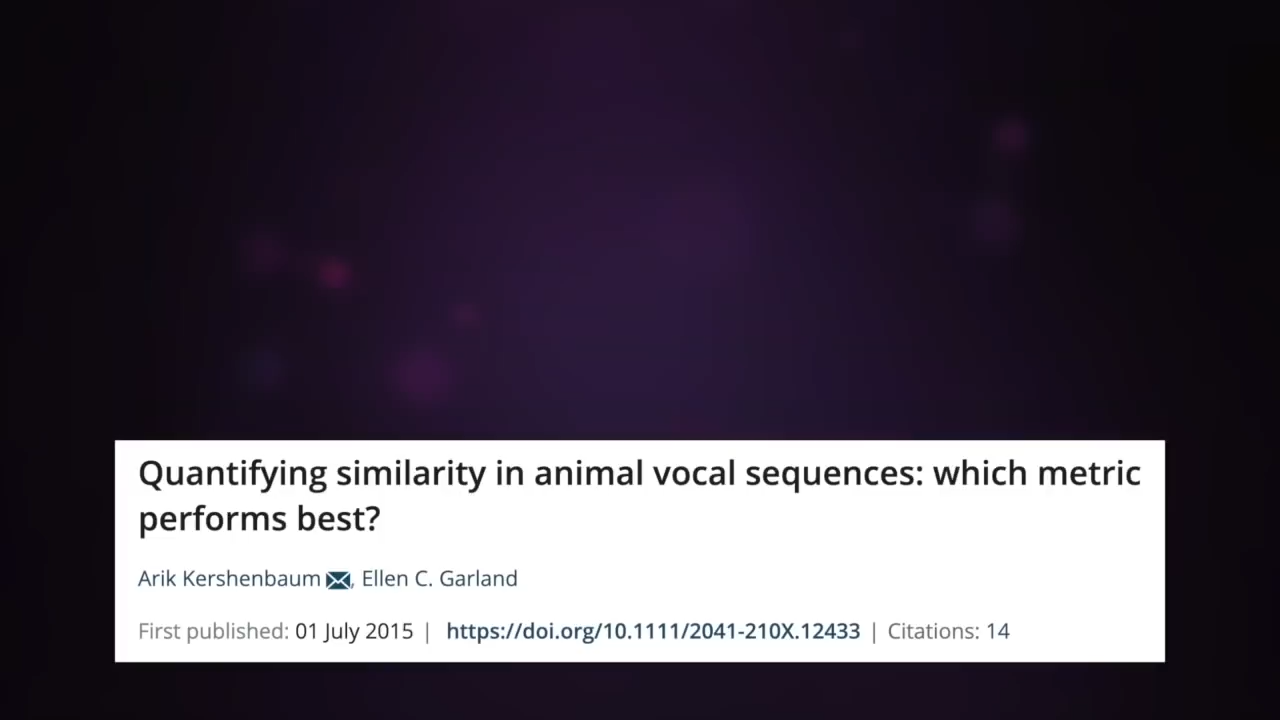 Quantifying similarity in animal vocal sequences: which metric
performs best?
Arik Kershenbaum, Ellen C. Garland
First published: 01 July 2015 | https://doi.org/10.1111/2041-210X.12433 | Citations: 14